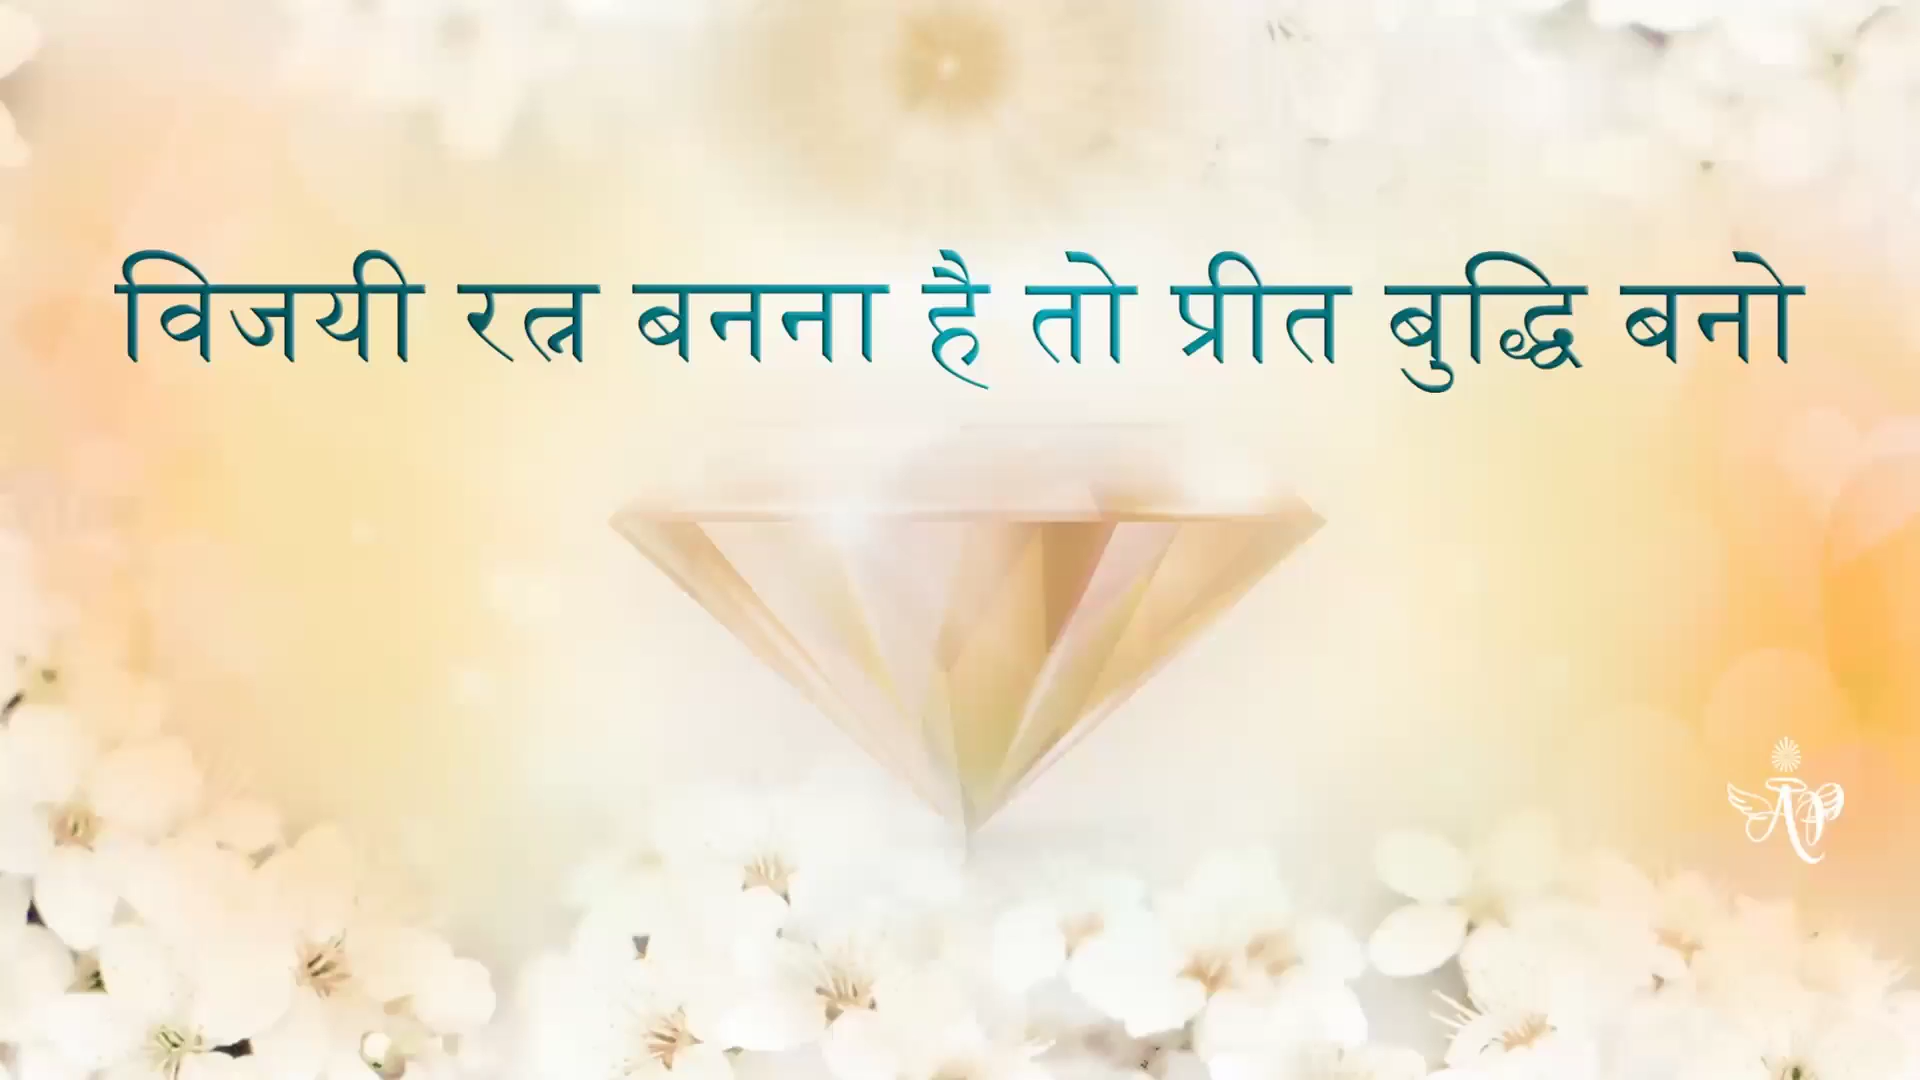 विजयी रत्न बनना है तो प्रीत बुद्धि बनो